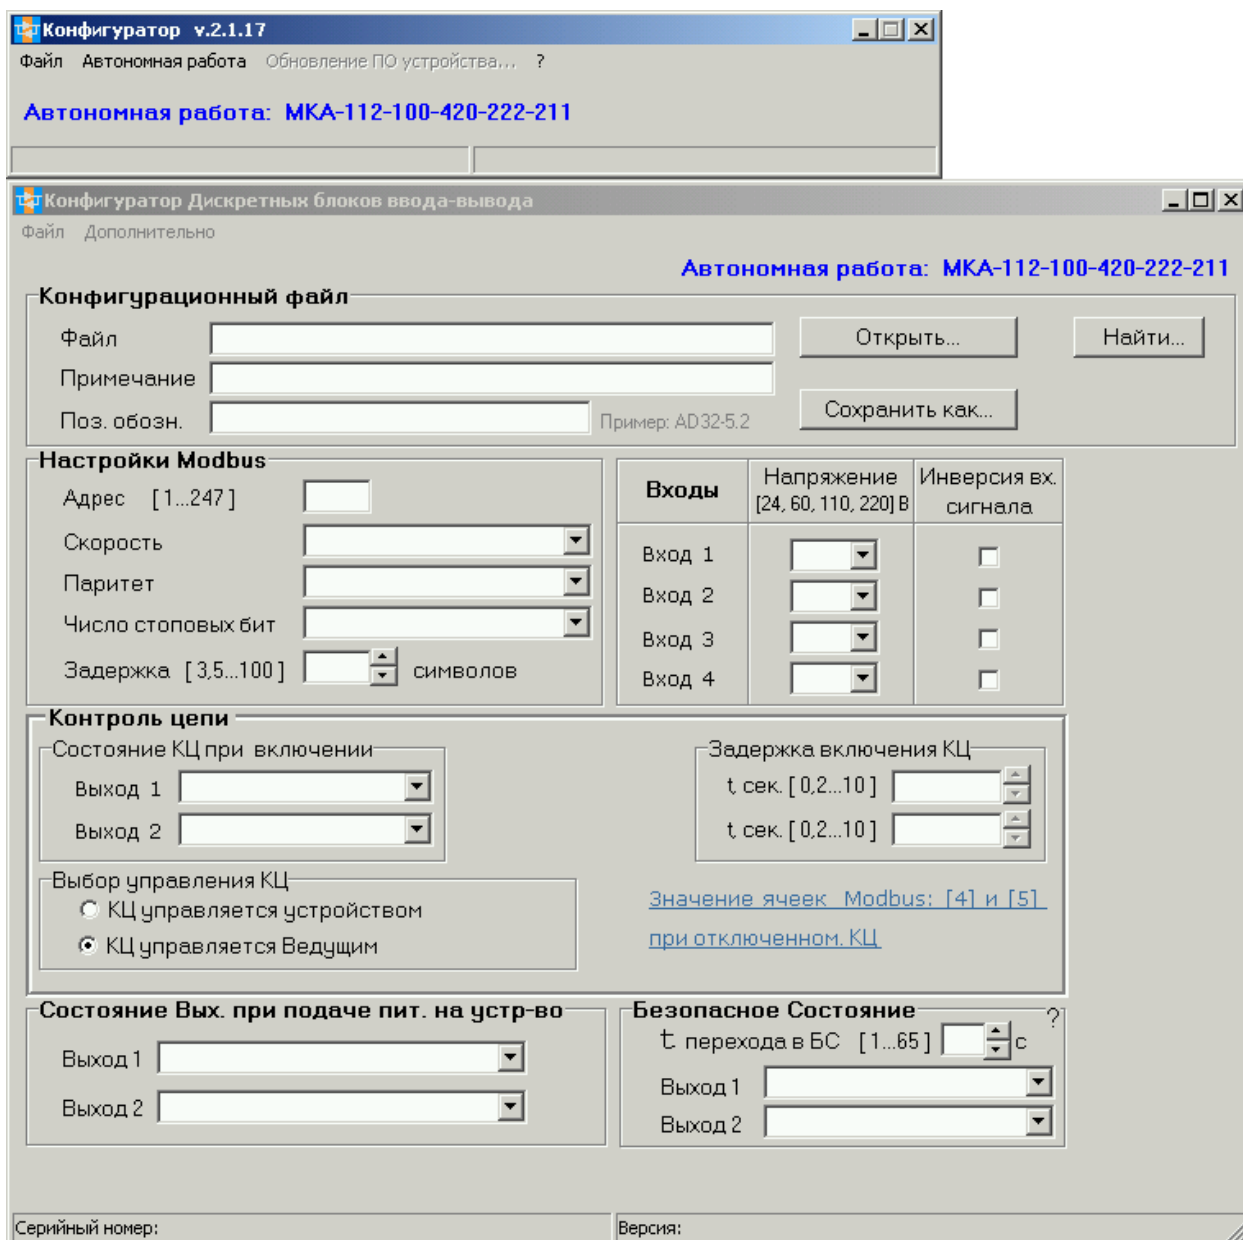 Конфигуратор v.2.1.17
Файл Автономная работа Обновление ПО устройства... ?
Автономная работа: МКА-112-100-420-222-211
Конфигуратор Дискретных блоков ввода-вывода
Файл Дополнительно
Автономная работа: МКА-112-100-420-222-211
Конфигурационный файл
Файл Открыть... Найти...
Примечание
Поз. обозн. Пример: AD32-5.2 Сохранить как...
Настройки Modbus
Адрес [1...247]
Скорость
Паритет
Число стоповых бит
Задержка [3,5...100] символов
Входы Напряжение [24, 60, 110, 220] В Инверсия вх. сигнала
Вход 1
Вход 2
Вход 3
Вход 4
Контроль цепи
Состояние КЦ при включении
Выход 1
Выход 2
Задержка включения КЦ
t, сек. [0,2...10]
t, сек. [0,2...10]
Выбор управления КЦ
КЦ управляется устройством
КЦ управляется Ведущим
Значение ячеек Modbus: [4] и [5]
при отключенном. КЦ
Состояние Вых. при подаче пит. на устр-во
Выход 1
Выход 2
Безопасное Состояние ?
t перехода в БС [1...65] с
Выход 1
Выход 2
Серийный номер: Версия: